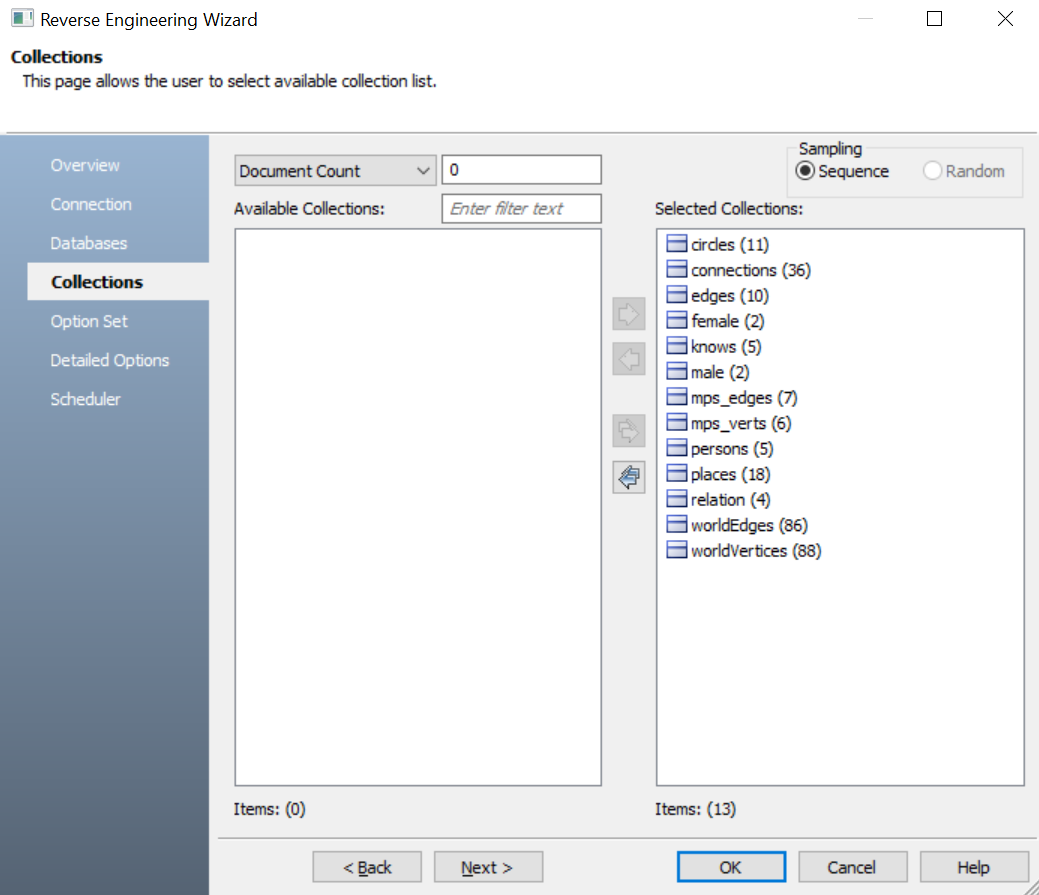 Reverse Engineering Wizard
Collections
This page allows the user to select available collection list.
Overview
Connection
Databases
Collections
Option Set
Detailed Options
Scheduler
Document Count
0
Sampling
Sequence
Random
Available Collections:
Enter filter text
Selected Collections:
circles (11)
connections (36)
edges (10)
female (2)
knows (5)
male (2)
mps_edges (7)
mps_verts (6)
persons (5)
places (18)
relation (4)
worldEdges (86)
worldVertices (88)
Items: (0)
Items: (13)
< Back
Next >
OK
Cancel
Help